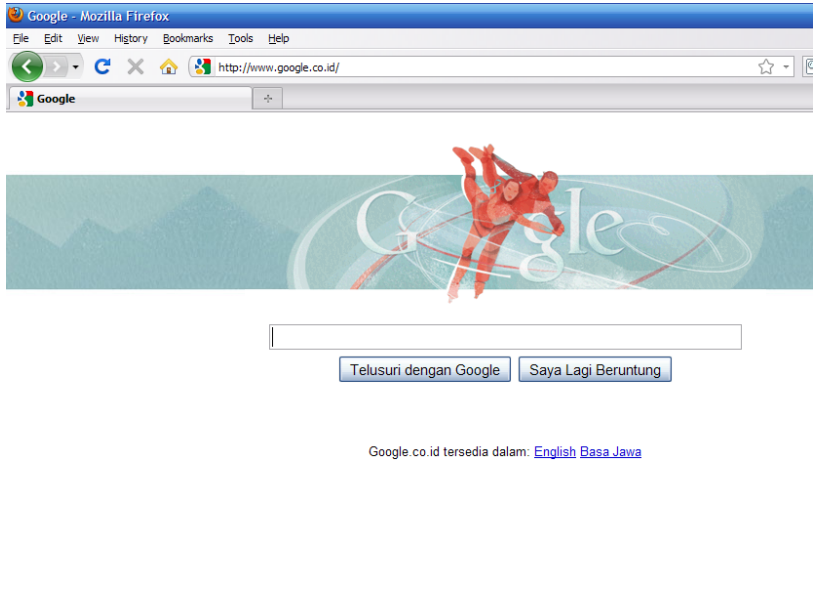 Google - Mozilla Firefox
File Edit View History Bookmarks Tools Help
http://www.google.co.id/
Google
Google
Telusuri dengan Google Saya Lagi Beruntung
Google.co.id tersedia dalam: English Basa Jawa